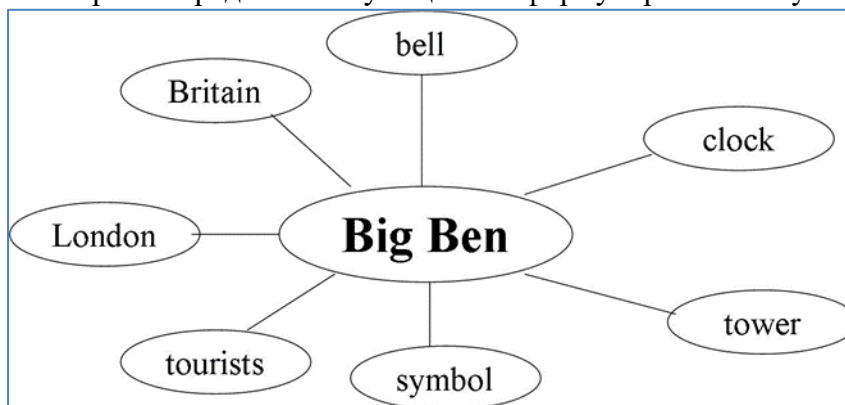 bell
Britain
clock
London
Big Ben
tower
tourists
symbol